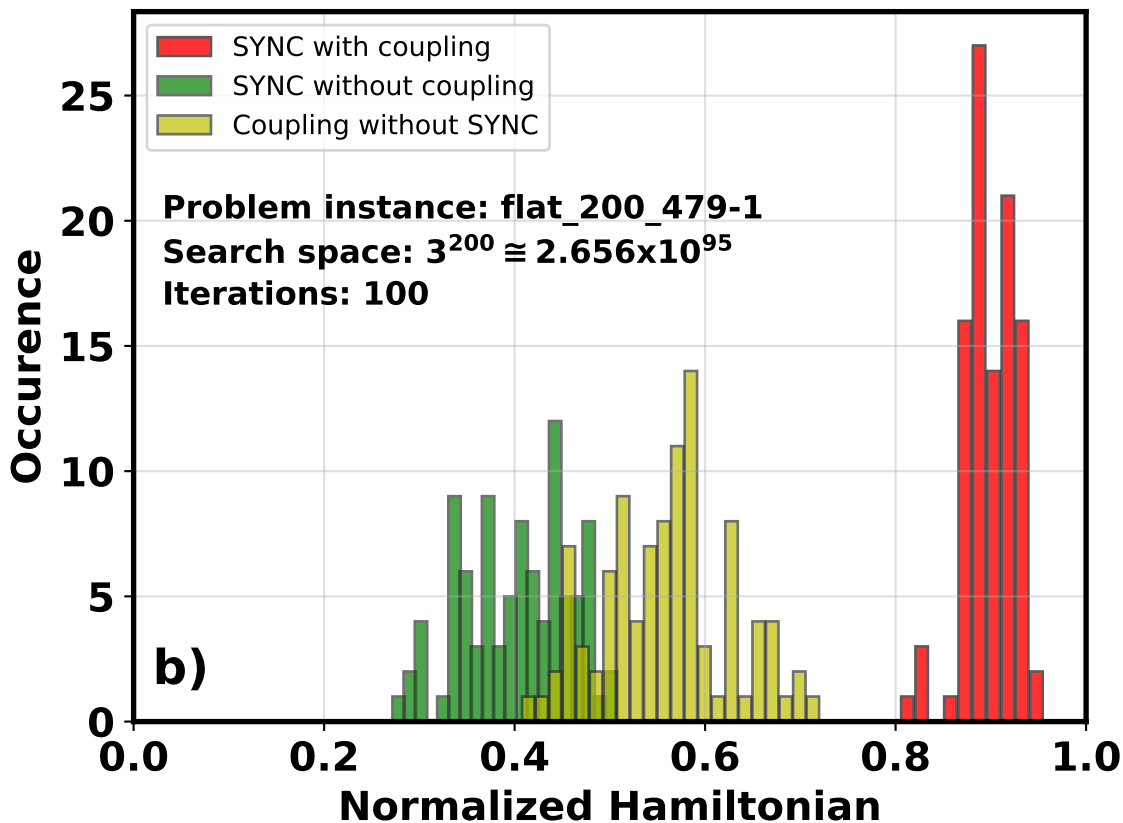 SYNC with coupling
SYNC without coupling
Coupling without SYNC
Problem instance: flat_200_479-1
Search space: 3²⁰⁰ ≅ 2.656x10⁹⁵
Iterations: 100
b)
Occurence
25
20
15
10
5
0
0.0 0.2 0.4 0.6 0.8 1.0
Normalized Hamiltonian